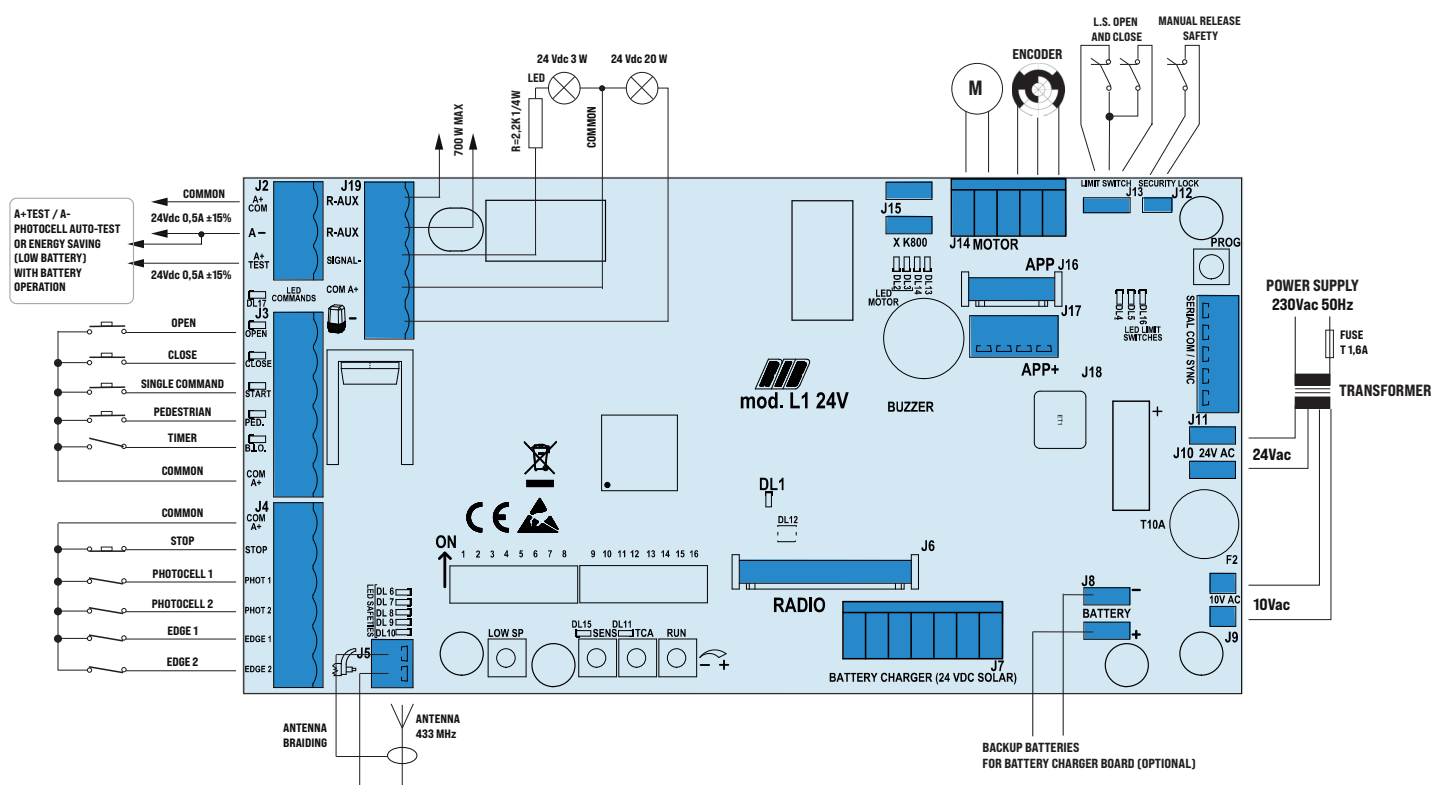 L.S. OPEN
AND CLOSE
MANUAL RELEASE
SAFETY
ENCODER
M
24 Vdc 3 W
24 Vdc 20 W
LED
R=2,2K 1/4W
COMMON
700 W MAX
A+TEST / A-
PHOTOCELL AUTO-TEST
OR ENERGY SAVING
(LOW BATTERY)
WITH BATTERY
OPERATION
COMMON
24Vdc 0,5A ±15%
24Vdc 0,5A ±15%
J2
A+
COM
A-
A+
TEST
LED
COMMANDS
DL17
J19
R-AUX
R-AUX
SIGNAL-
COM A+
-
J3
OPEN
CLOSE
START
PED.
B.I.O.
COM
A+
OPEN
CLOSE
SINGLE COMMAND
PEDESTRIAN
TIMER
COMMON
J4
COM
A+
STOP
PHOT 1
PHOT 2
EDGE 1
EDGE 2
COMMON
STOP
PHOTOCELL 1
PHOTOCELL 2
EDGE 1
EDGE 2
J15
X K800
J14 MOTOR
LIMIT SWITCH
J13
SECURITY LOCK
J12
PROG
DL2
DL3
DL14
DL13
LED
MOTOR
APP J16
J17
APP+
DL4
DL5
DL16
LED LIMIT
SWITCHES
SERIAL COM / SYNC
BUZZER
mod. L1 24V
J18
ET1
+
J11
J10 24V AC
T10A
F2
10V AC
J9
POWER SUPPLY
230Vac 50Hz
FUSE
T 1,6A
TRANSFORMER
24Vac
10Vac
CE
ON
1 2 3 4 5 6 7 8
9 10 11 12 13 14 15 16
DL1
DL12
J6
RADIO
J8
-
BATTERY
+
LED SAFETIES
DL 6
DL 7
DL 8
DL 9
DL10
J5
LOW SP
DL15
SENS
DL11
TCA
RUN
- +
J7
BATTERY CHARGER (24 VDC SOLAR)
ANTENNA
BRAIDING
ANTENNA
433 MHz
BACKUP BATTERIES
FOR BATTERY CHARGER BOARD (OPTIONAL)